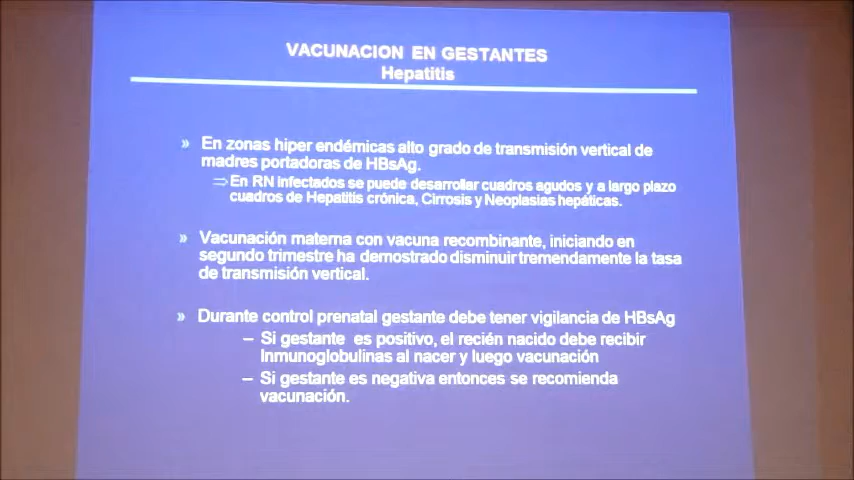 VACUNACION EN GESTANTES
Hepatitis
» En zonas hiper endémicas alto grado de transmisión vertical de
madres portadoras de HBsAg.
⇒ En RN infectados se puede desarrollar cuadros agudos y a largo plazo
cuadros de Hepatitis crónica, Cirrosis y Neoplasias hepáticas.
» Vacunación materna con vacuna recombinante, iniciando en
segundo trimestre ha demostrado disminuir tremendamente la tasa
de transmisión vertical.
» Durante control prenatal gestante debe tener vigilancia de HBsAg
– Si gestante es positivo, el recién nacido debe recibir
Inmunoglobulinas al nacer y luego vacunación
– Si gestante es negativa entonces se recomienda
vacunación.